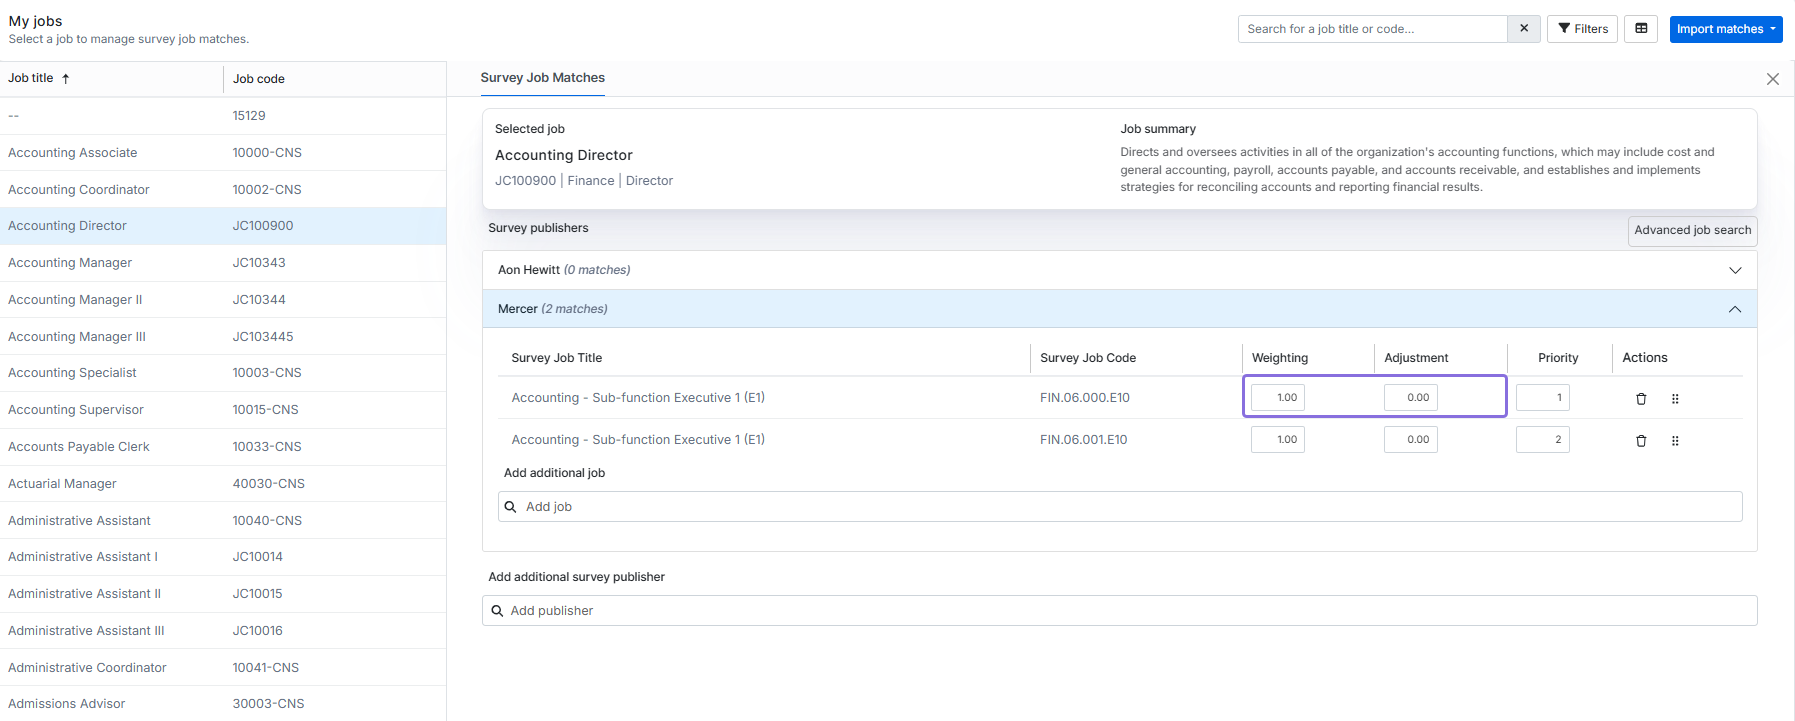 My jobs
Select a job to manage survey job matches.
Search for a job title or code...
Filters
Import matches
Job title
Job code
--
15129
Accounting Associate
10000-CNS
Accounting Coordinator
10002-CNS
Accounting Director
JC100900
Accounting Manager
JC10343
Accounting Manager II
JC10344
Accounting Manager III
JC103445
Accounting Specialist
10003-CNS
Accounting Supervisor
10015-CNS
Accounts Payable Clerk
10033-CNS
Actuarial Manager
40030-CNS
Administrative Assistant
10040-CNS
Administrative Assistant I
JC10014
Administrative Assistant II
JC10015
Administrative Assistant III
JC10016
Administrative Coordinator
10041-CNS
Admissions Advisor
30003-CNS
Survey Job Matches
Selected job
Accounting Director
JC100900 | Finance | Director
Job summary
Directs and oversees activities in all of the organization's accounting functions, which may include cost and
general accounting, payroll, accounts payable, and accounts receivable, and establishes and implements
strategies for reconciling accounts and reporting financial results.
Survey publishers
Advanced job search
Aon Hewitt (0 matches)
Mercer (2 matches)
Survey Job Title
Survey Job Code
Weighting
Adjustment
Priority
Actions
Accounting - Sub-function Executive 1 (E1)
FIN.06.000.E10
1.00
0.00
1
Accounting - Sub-function Executive 1 (E1)
FIN.06.001.E10
1.00
0.00
2
Add additional job
Add job
Add additional survey publisher
Add publisher